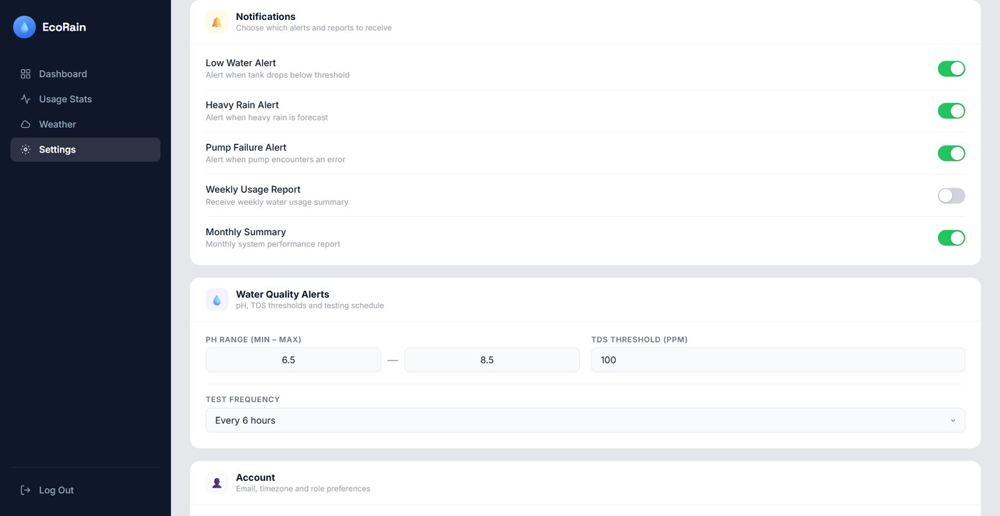 EcoRain
Dashboard
Usage Stats
Weather
Settings
Log Out
Notifications
Choose which alerts and reports to receive
Low Water Alert
Alert when tank drops below threshold
Heavy Rain Alert
Alert when heavy rain is forecast
Pump Failure Alert
Alert when pump encounters an error
Weekly Usage Report
Receive weekly water usage summary
Monthly Summary
Monthly system performance report
Water Quality Alerts
pH, TDS thresholds and testing schedule
PH RANGE (MIN – MAX)
6.5 — 8.5
TDS THRESHOLD (PPM)
100
TEST FREQUENCY
Every 6 hours
Account
Email, timezone and role preferences